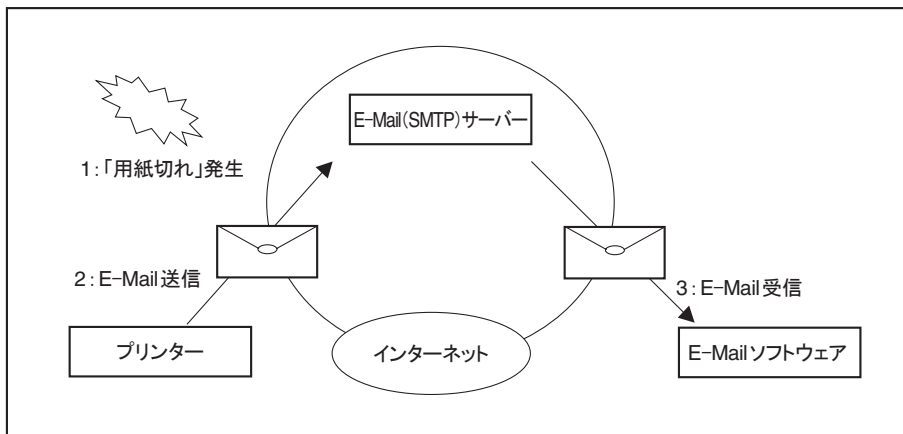 E-Mail(SMTP)サーバー
1:「用紙切れ」発生
2:E-Mail送信
3:E-Mail受信
プリンター
インターネット
E-Mailソフトウェア